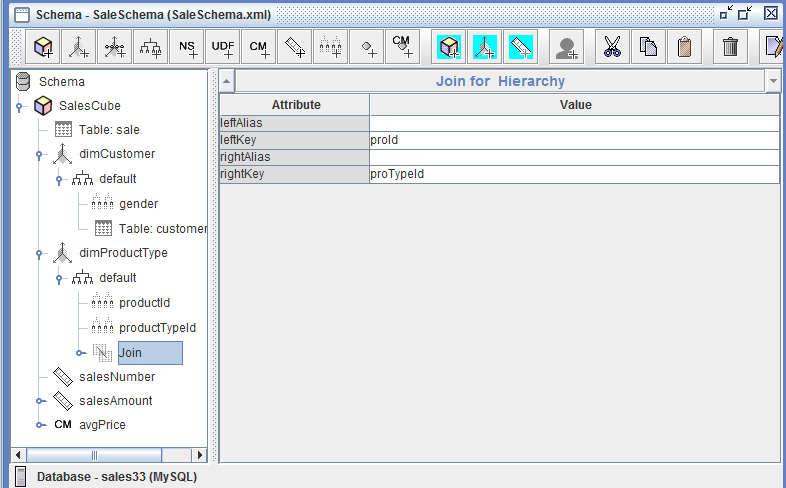 Schema - SaleSchema (SaleSchema.xml)
NS UDF CM CM
Schema
SalesCube
Table: sale
dimCustomer
default
gender
Table: customer
dimProductType
default
productId
productTypeId
Join
salesNumber
salesAmount
CM avgPrice
Join for Hierarchy
Attribute Value
leftAlias
leftKey proId
rightAlias
rightKey proTypeId
Database - sales33 (MySQL)